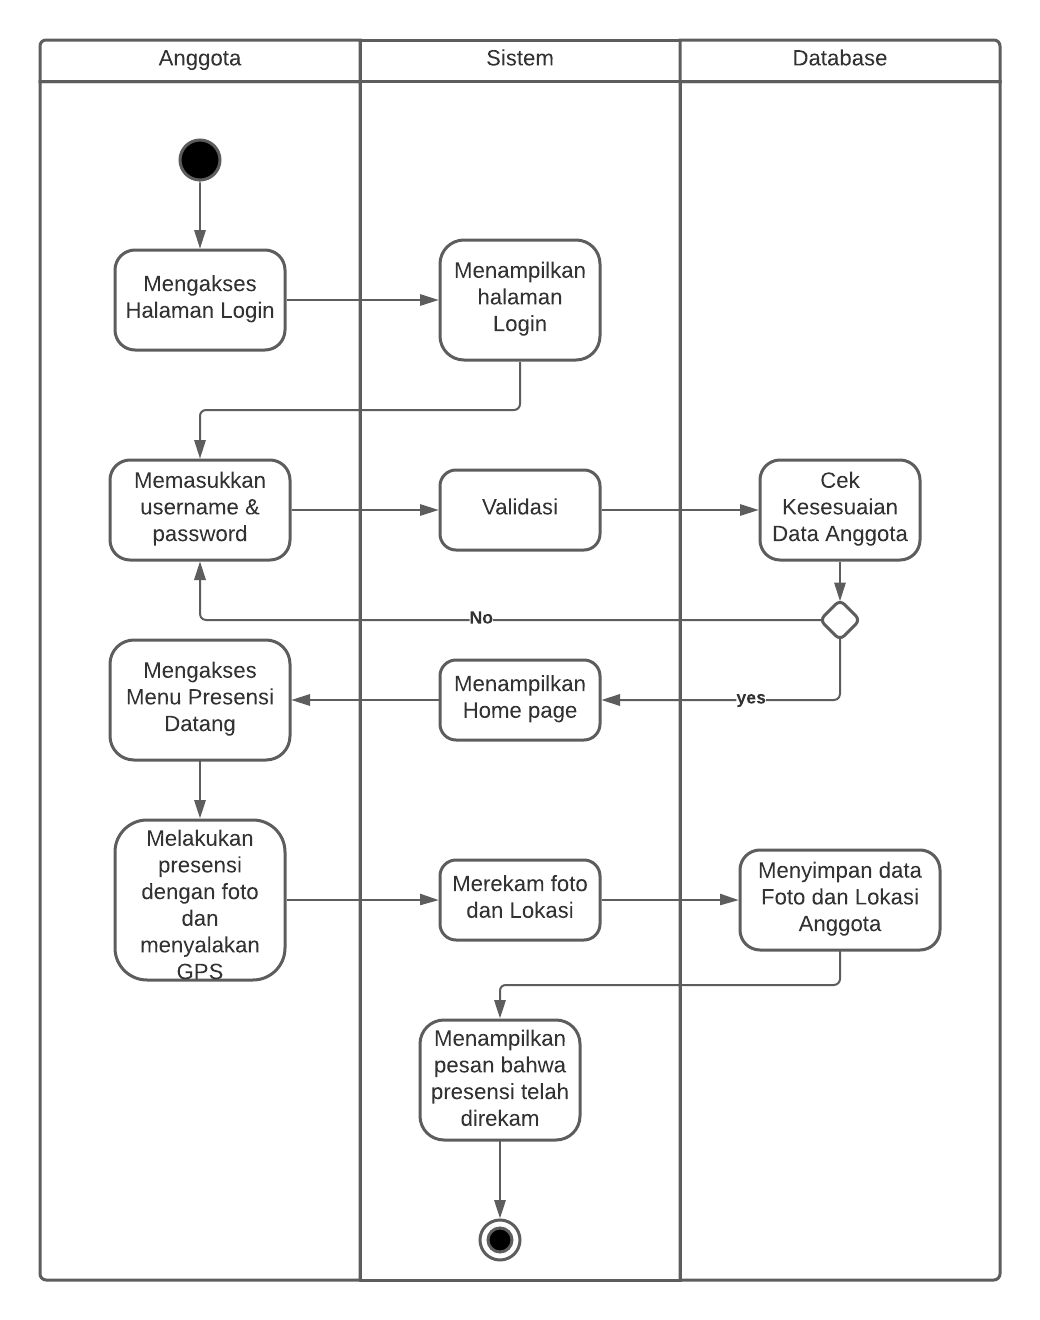 Anggota
Sistem
Database
Mengakses
Halaman Login
Menampilkan
halaman
Login
Memasukkan
username &
password
Validasi
Cek
Kesesuaian
Data Anggota
No
yes
Menampilkan
Home page
Mengakses
Menu Presensi
Datang
Melakukan
presensi
dengan foto
dan
menyalakan
GPS
Merekam foto
dan Lokasi
Menyimpan data
Foto dan Lokasi
Anggota
Menampilkan
pesan bahwa
presensi telah
direkam